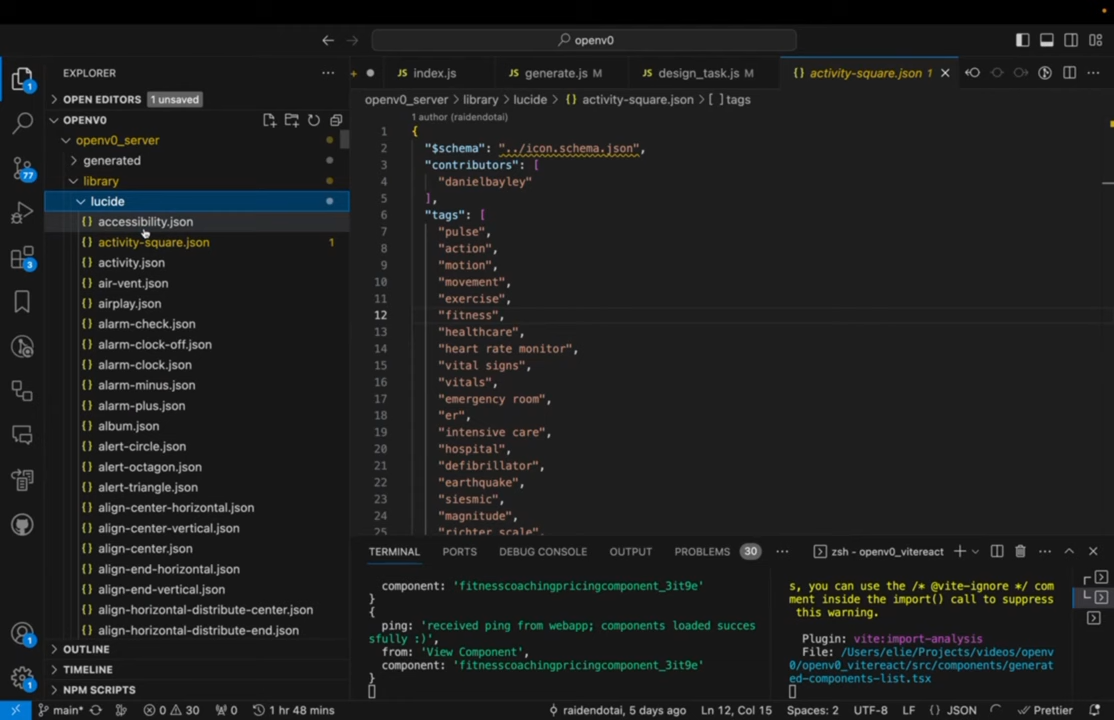 openv0
EXPLORER
OPEN EDITORS 1 unsaved
OPENV0
openv0_server
generated
library
lucide
accessibility.json
activity-square.json 1
activity.json
air-vent.json
airplay.json
alarm-check.json
alarm-clock-off.json
alarm-clock.json
alarm-minus.json
alarm-plus.json
album.json
alert-circle.json
alert-octagon.json
alert-triangle.json
align-center-horizontal.json
align-center-vertical.json
align-center.json
align-end-horizontal.json
align-end-vertical.json
align-horizontal-distribute-center.json
align-horizontal-distribute-end.json
OUTLINE
TIMELINE
NPM SCRIPTS
1
77
3
1
1
index.js
generate.js M
design_task.js M
{} activity-square.json 1
openv0_server > library > lucide > {} activity-square.json > [ ] tags
1 author (raidendotai)
1 {
2 "$schema": "../icon.schema.json",
3 "contributors": [
4 "danielbayley"
5 ],
6 "tags": [
7 "pulse",
8 "action",
9 "motion",
10 "movement",
11 "exercise",
12 "fitness",
13 "healthcare",
14 "heart rate monitor",
15 "vital signs",
16 "vitals",
17 "emergency room",
18 "er",
19 "intensive care",
20 "hospital",
21 "defibrillator",
22 "earthquake",
23 "siesmic",
24 "magnitude",
25 "richter scale",
TERMINAL PORTS DEBUG CONSOLE OUTPUT PROBLEMS 30 zsh - openv0_vitereact
component: 'fitnesscoachingpricingcomponent_3it9e'
}
{
ping: 'received ping from webapp; components loaded succes
sfully :)',
from: 'View Component',
component: 'fitnesscoachingpricingcomponent_3it9e'
}
s, you can use the /* @vite-ignore */ com
ment inside the import() call to suppress
this warning.
Plugin: vite:import-analysis
File: /Users/elie/Projects/videos/openv
0/openv0_vitereact/src/components/generat
ed-components-list.tsx
main* 0 30 0 1 hr 48 mins raidendotai, 5 days ago Ln 12, Col 15 Spaces: 2 UTF-8 LF {} JSON Prettier